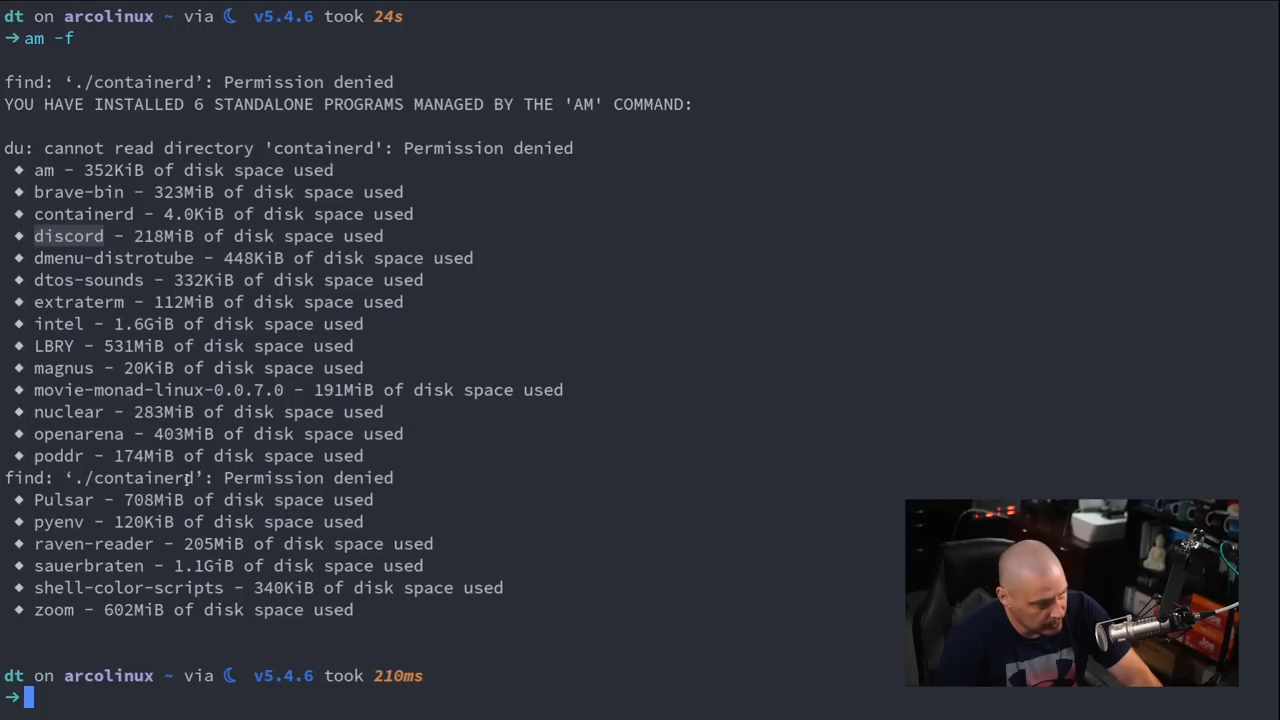 dt on arcolinux ~ via v5.4.6 took 24s
→ am -f
find: ‘./containerd’: Permission denied
YOU HAVE INSTALLED 6 STANDALONE PROGRAMS MANAGED BY THE 'AM' COMMAND:
du: cannot read directory 'containerd': Permission denied
◆ am - 352KiB of disk space used
◆ brave-bin - 323MiB of disk space used
◆ containerd - 4.0KiB of disk space used
◆ discord - 218MiB of disk space used
◆ dmenu-distrotube - 448KiB of disk space used
◆ dtos-sounds - 332KiB of disk space used
◆ extraterm - 112MiB of disk space used
◆ intel - 1.6GiB of disk space used
◆ LBRY - 531MiB of disk space used
◆ magnus - 20KiB of disk space used
◆ movie-monad-linux-0.0.7.0 - 191MiB of disk space used
◆ nuclear - 283MiB of disk space used
◆ openarena - 403MiB of disk space used
◆ poddr - 174MiB of disk space used
find: ‘./containerd’: Permission denied
◆ Pulsar - 708MiB of disk space used
◆ pyenv - 120KiB of disk space used
◆ raven-reader - 205MiB of disk space used
◆ sauerbraten - 1.1GiB of disk space used
◆ shell-color-scripts - 340KiB of disk space used
◆ zoom - 602MiB of disk space used
dt on arcolinux ~ via v5.4.6 took 210ms
→